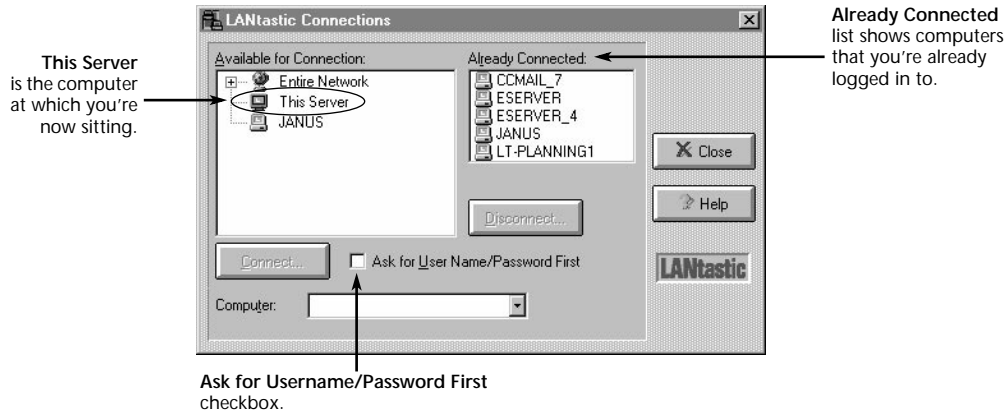 LANtastic Connections
This Server
is the computer
at which you're
now sitting.
Available for Connection:
Entire Network
This Server
JANUS
Already Connected:
CCMAIL_7
ESERVER
ESERVER_4
JANUS
LT-PLANNING1
Already Connected
list shows computers
that you're already
logged in to.
Close
Help
Disconnect...
Connect...
Ask for User Name/Password First
LANtastic
Computer:
Ask for Username/Password First
checkbox.